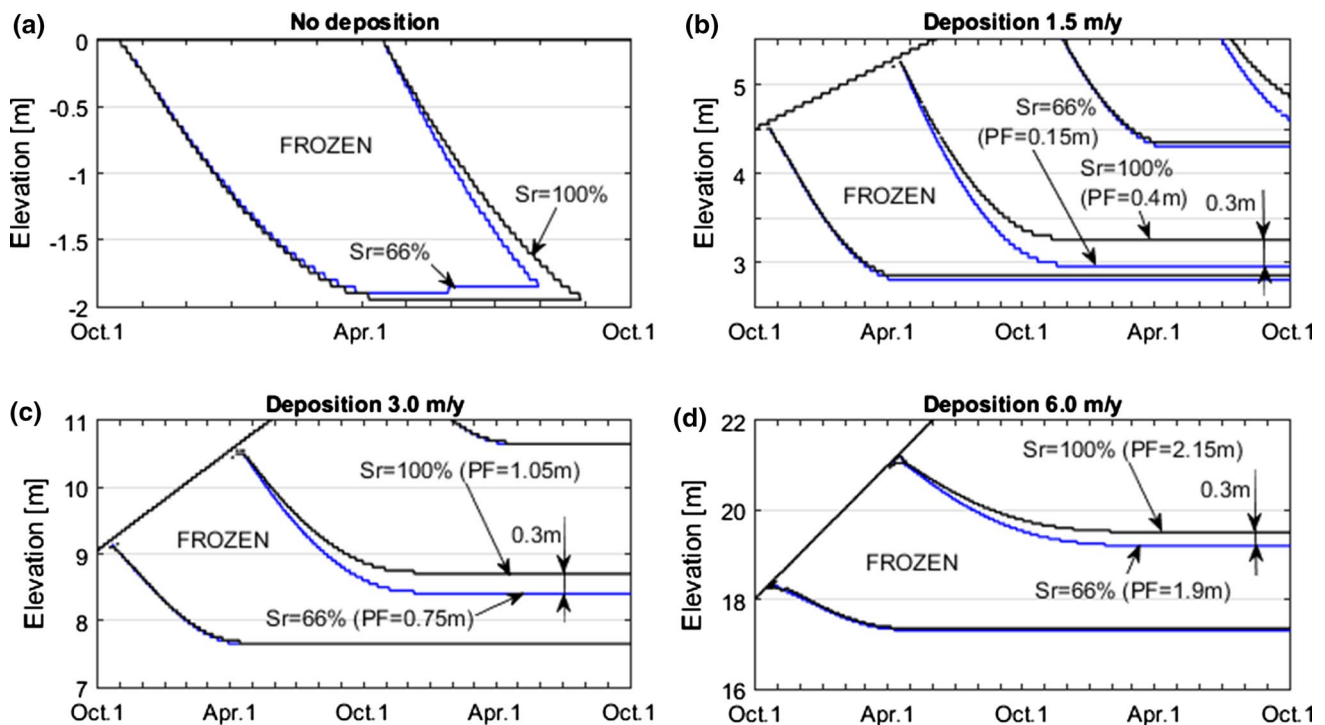 (a)
No deposition
Elevation [m]
0
-0.5
-1
-1.5
-2
FROZEN
Sr=100%
Sr=66%
Oct.1
Apr.1
Oct.1
(b)
Deposition 1.5 m/y
Elevation [m]
5
4
3
Sr=66%
(PF=0.15m)
Sr=100%
(PF=0.4m)
0.3m
FROZEN
Oct.1
Apr.1
Oct.1
Apr.1
Oct.1
(c)
Deposition 3.0 m/y
Elevation [m]
11
10
9
8
7
Sr=100% (PF=1.05m)
FROZEN
0.3m
Sr=66% (PF=0.75m)
Oct.1
Apr.1
Oct.1
Apr.1
Oct.1
(d)
Deposition 6.0 m/y
Elevation [m]
22
20
18
16
Sr=100% (PF=2.15m)
0.3m
FROZEN
Sr=66% (PF=1.9m)
Oct.1
Apr.1
Oct.1
Apr.1
Oct.1